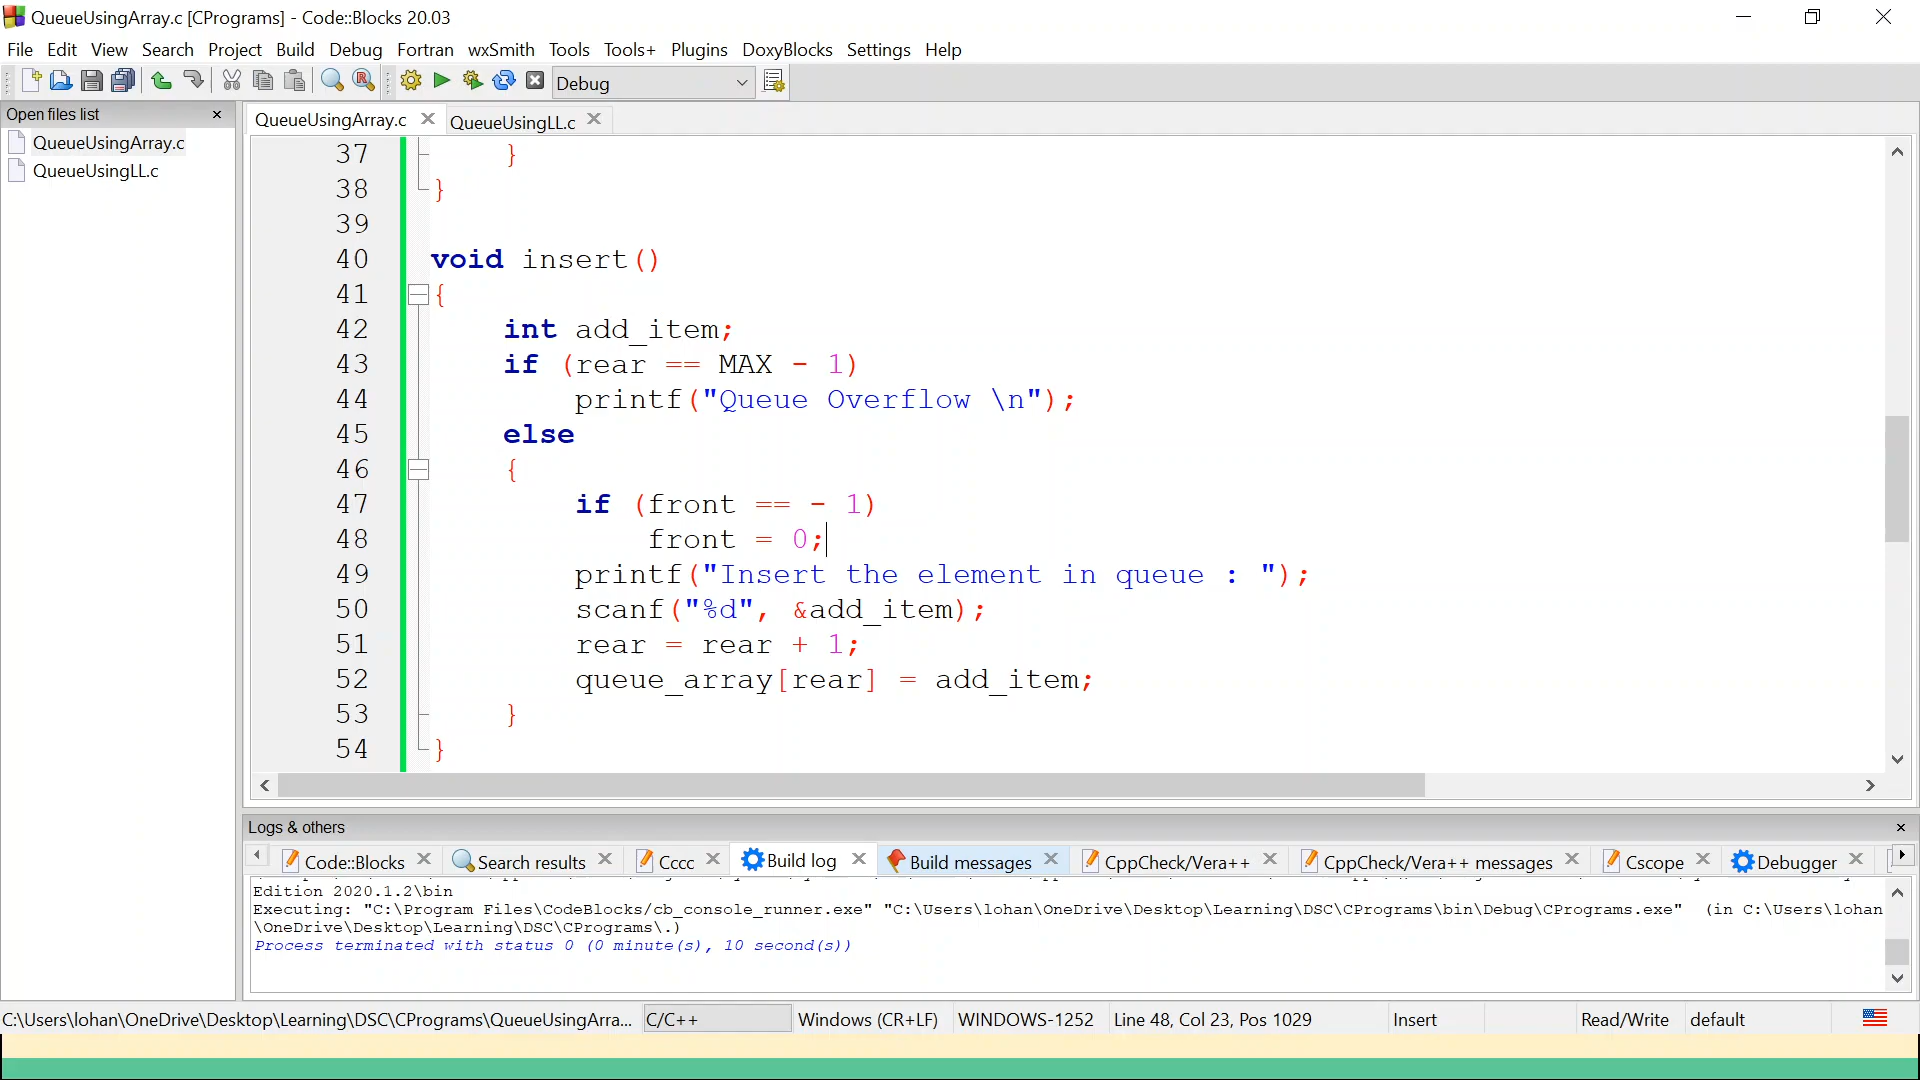 QueueUsingArray.c [CPrograms] - Code::Blocks 20.03
File Edit View Search Project Build Debug Fortran wxSmith Tools Tools+ Plugins DoxyBlocks Settings Help
Debug
Open files list
QueueUsingArray.c
QueueUsingLL.c
QueueUsingArray.c QueueUsingLL.c
37 }
38 }
39
40 void insert()
41 {
42 int add_item;
43 if (rear == MAX - 1)
44 printf("Queue Overflow \n");
45 else
46 {
47 if (front == - 1)
48 front = 0;
49 printf("Insert the element in queue : ");
50 scanf("%d", &add_item);
51 rear = rear + 1;
52 queue_array[rear] = add_item;
53 }
54 }
Logs & others
Code::Blocks Search results Cccc Build log Build messages CppCheck/Vera++ CppCheck/Vera++ messages Cscope Debugger
Edition 2020.1.2\bin
Executing: "C:\Program Files\CodeBlocks/cb_console_runner.exe" "C:\Users\lohan\OneDrive\Desktop\Learning\DSC\CPrograms\bin\Debug\CPrograms.exe" (in C:\Users\lohan
\OneDrive\Desktop\Learning\DSC\CPrograms\.)
Process terminated with status 0 (0 minute(s), 10 second(s))
C:\Users\lohan\OneDrive\Desktop\Learning\DSC\CPrograms\QueueUsingArra... C/C++ Windows (CR+LF) WINDOWS-1252 Line 48, Col 23, Pos 1029 Insert Read/Write default